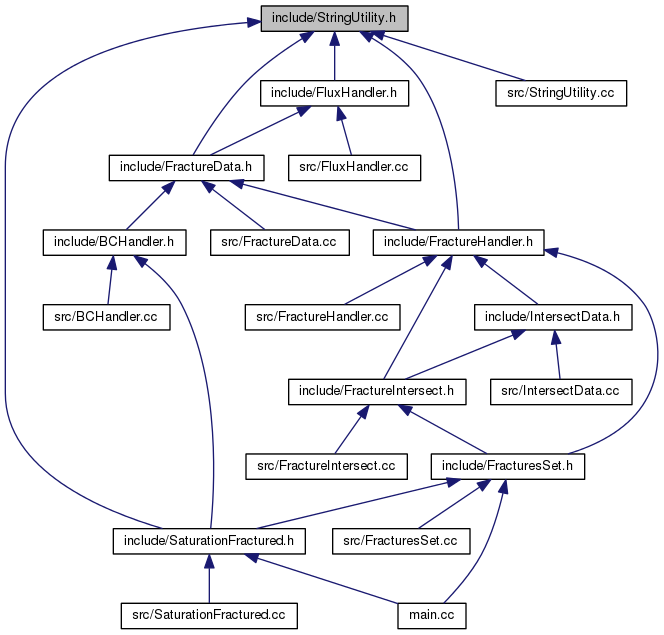 include/StringUtility.h
include/FluxHandler.h
src/StringUtility.cc
include/FractureData.h
src/FluxHandler.cc
include/BCHandler.h
src/FractureData.cc
include/FractureHandler.h
src/BCHandler.cc
src/FractureHandler.cc
include/IntersectData.h
include/FractureIntersect.h
src/IntersectData.cc
src/FractureIntersect.cc
include/FracturesSet.h
include/SaturationFractured.h
src/FracturesSet.cc
src/SaturationFractured.cc
main.cc